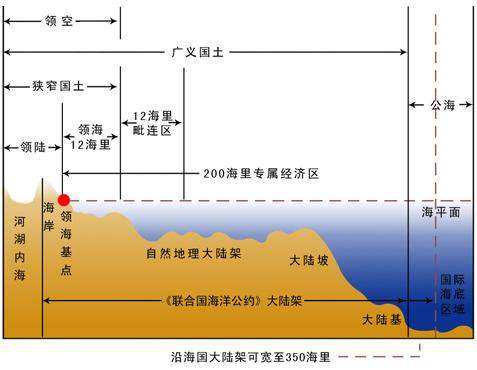 领空
广义国土
狭窄国土
公海
12海里
毗连区
领海
12海里
领陆
200海里专属经济区
河湖内海
海岸
领海基点
海平面
自然地理大陆架
大陆坡
国际
海底
区域
《联合国海洋公约》大陆架
大陆基
沿海国大陆架可宽至350海里